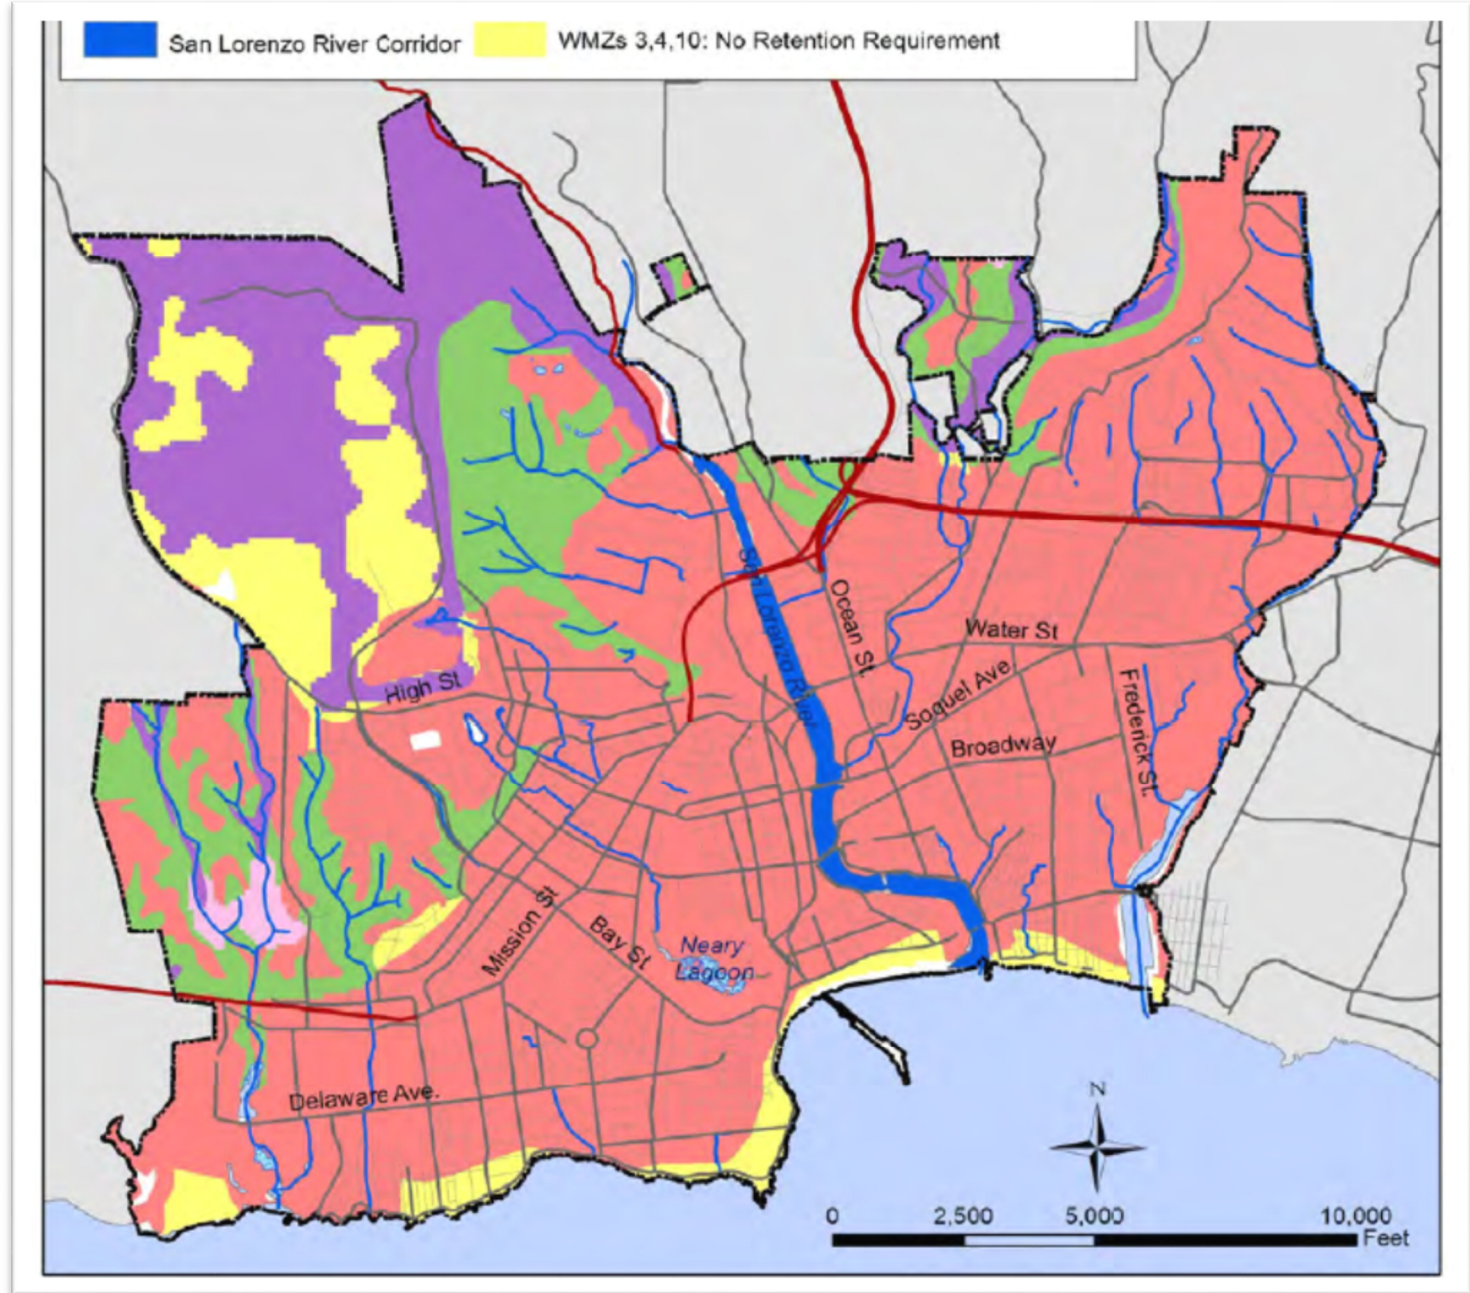 San Lorenzo River Corridor
WMZs 3,4,10: No Retention Requirement
San Lorenzo River
Ocean St.
Water St
Soquel Ave.
Frederick St.
High St
Broadway
Mission St
Bay St
Neary
Lagoon
Delaware Ave.
N
0 2,500 5,000 10,000
Feet